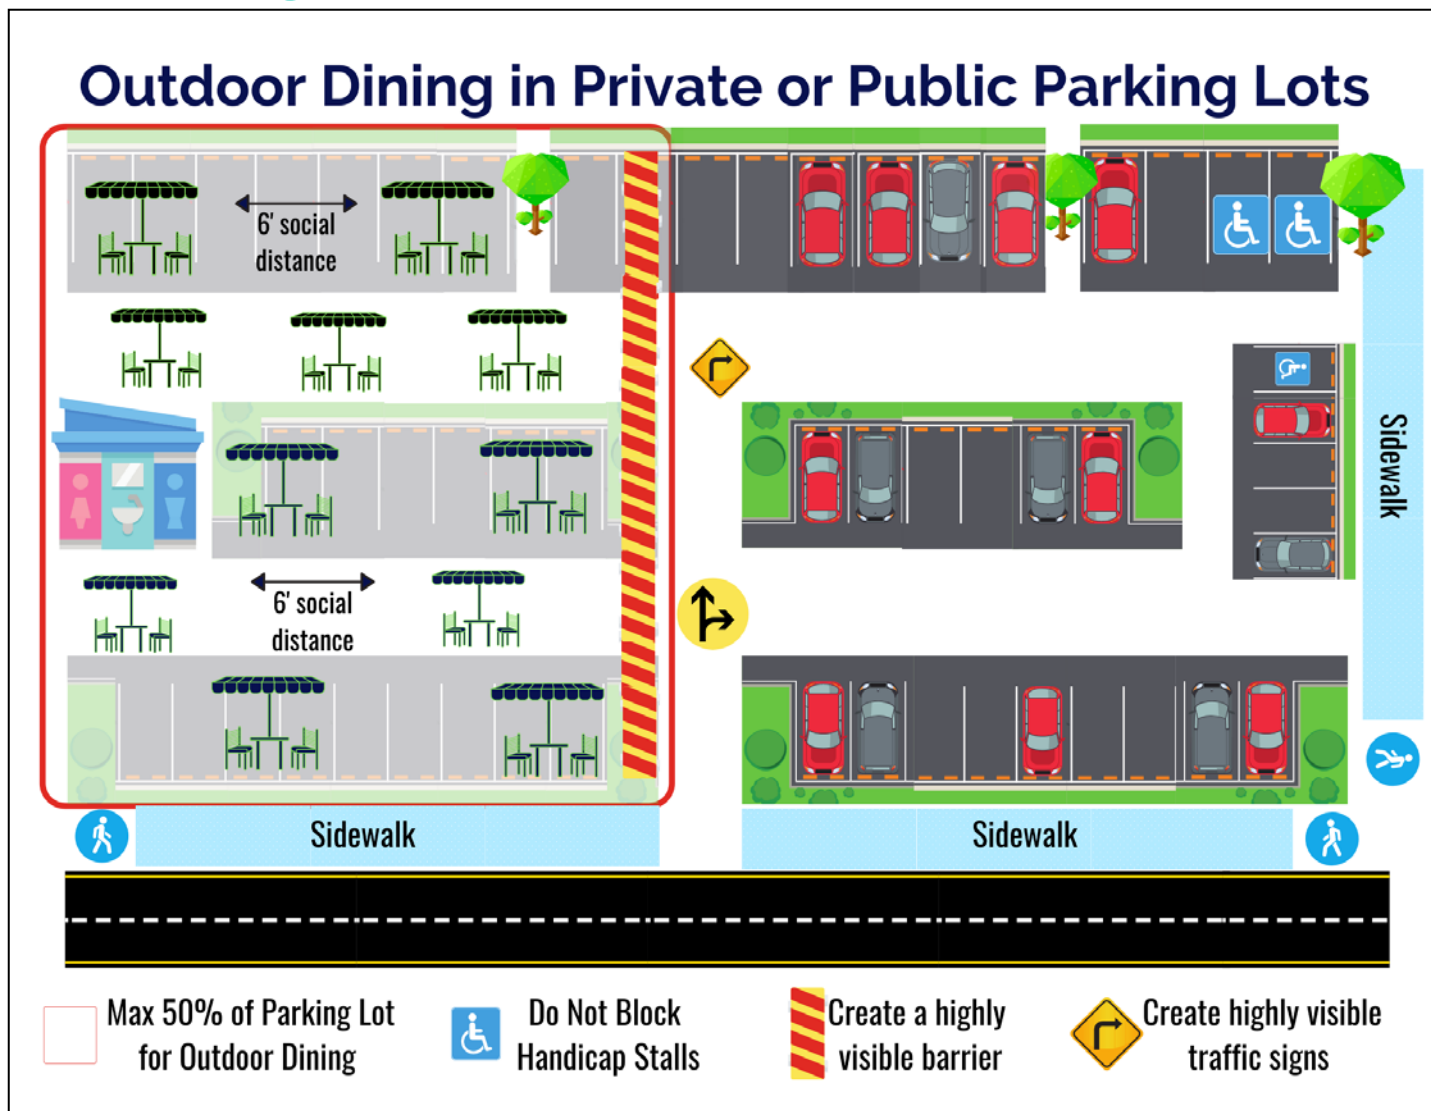 Outdoor Dining in Private or Public Parking Lots
6' social
distance
Sidewalk
6' social
distance
Sidewalk
Sidewalk
Max 50% of Parking Lot
for Outdoor Dining
Do Not Block
Handicap Stalls
Create a highly
visible barrier
Create highly visible
traffic signs